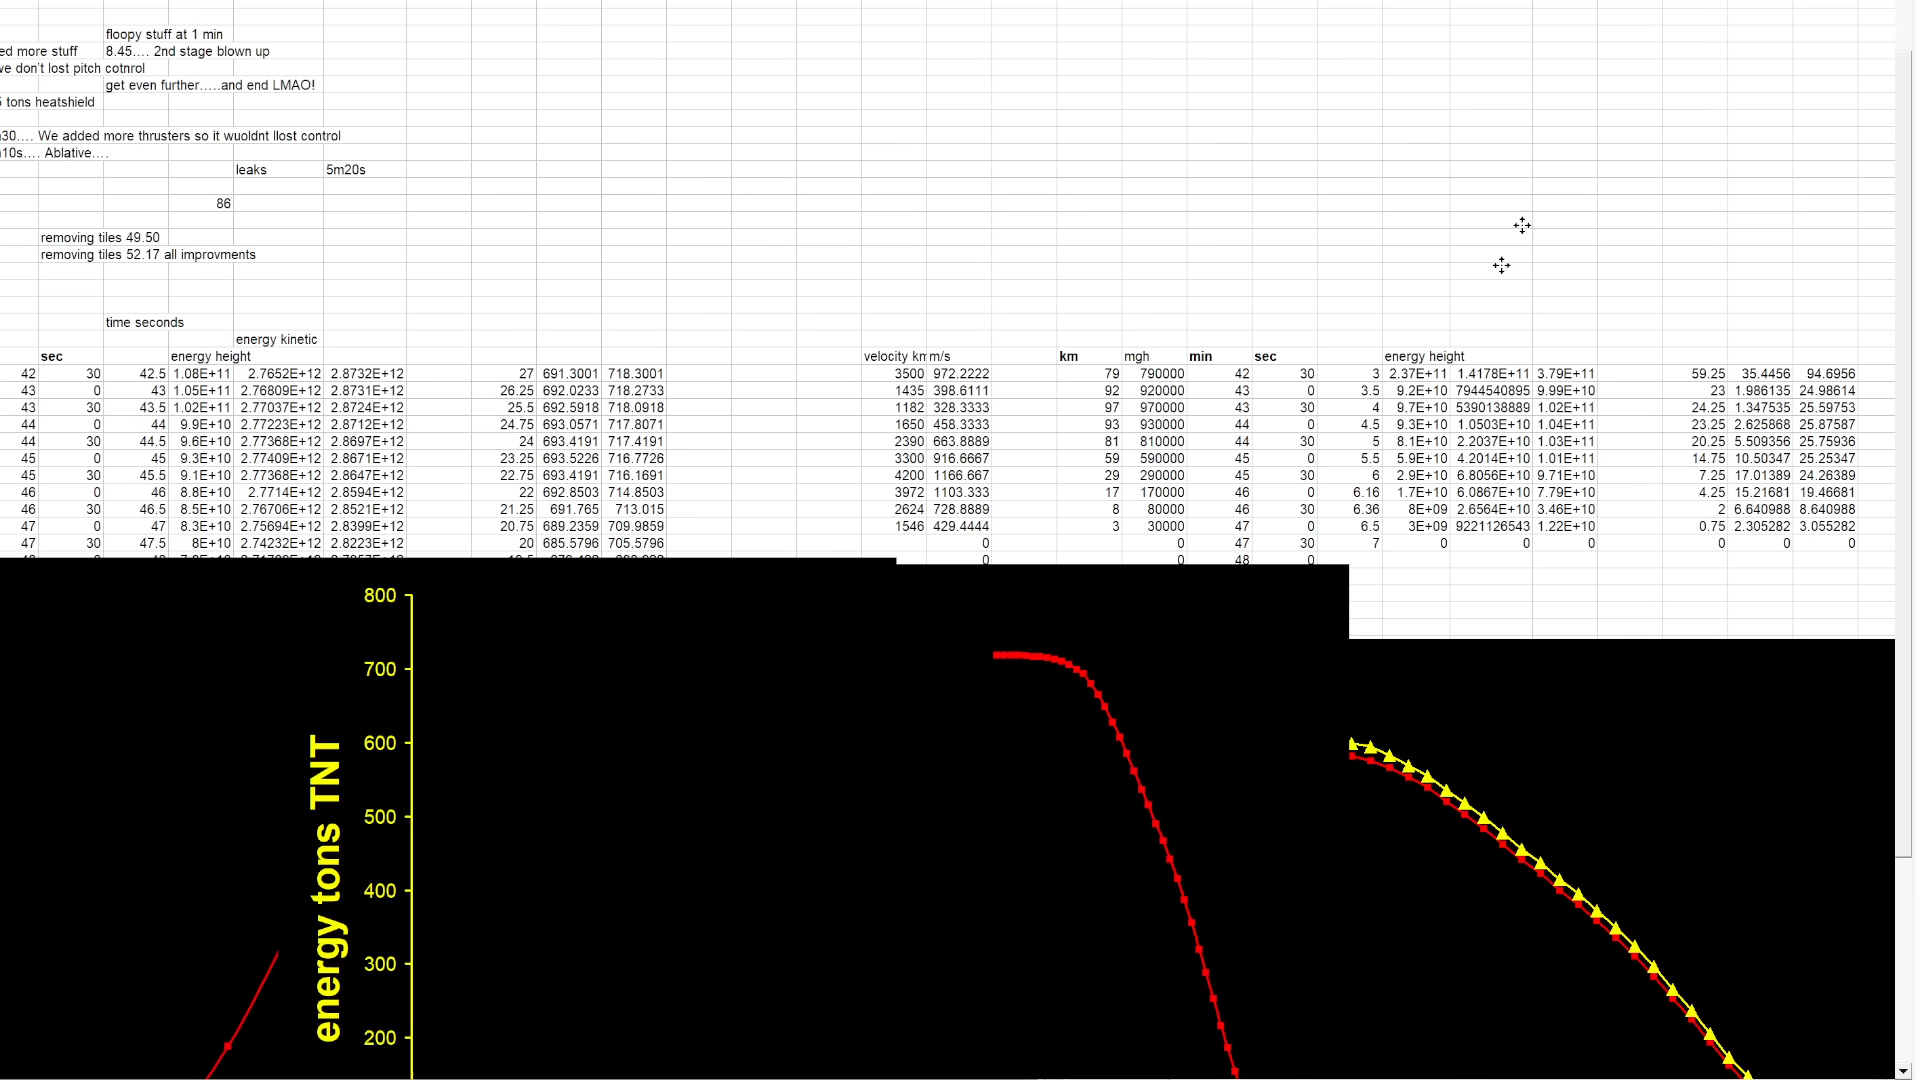 floopy stuff at 1 min
ed more stuff 8.45…. 2nd stage blown up
ve don't lost pitch cotnrol
get even further…..and end LMAO!
tons heatshield
30…. We added more thrusters so it wuoldnt llost control
10s…. Ablative….
leaks 5m20s
86
removing tiles 49.50
removing tiles 52.17 all improvments
time seconds
energy kinetic
sec energy height velocity km m/s km mgh min sec energy height
42 30 42.5 1.08E+11 2.7652E+12 2.8732E+12 27 691.3001 718.3001 3500 972.2222 79 790000 42 30 3 2.37E+11 1.4178E+11 3.79E+11 59.25 35.4456 94.6956
43 0 43 1.05E+11 2.76809E+12 2.8731E+12 26.25 692.0233 718.2733 1435 398.6111 92 920000 43 0 3.5 9.2E+10 7944540895 9.99E+10 23 1.986135 24.98614
43 30 43.5 1.02E+11 2.77037E+12 2.8724E+12 25.5 692.5918 718.0918 1182 328.3333 97 970000 43 30 4 9.7E+10 5390138889 1.02E+11 24.25 1.347535 25.59753
44 0 44 9.9E+10 2.77223E+12 2.8712E+12 24.75 693.0571 717.8071 1650 458.3333 93 930000 44 0 4.5 9.3E+10 1.0503E+10 1.04E+11 23.25 2.625868 25.87587
44 30 44.5 9.6E+10 2.77368E+12 2.8697E+12 24 693.4191 717.4191 2390 663.8889 81 810000 44 30 5 8.1E+10 2.2037E+10 1.03E+11 20.25 5.509356 25.75936
45 0 45 9.3E+10 2.77409E+12 2.8671E+12 23.25 693.5226 716.7726 3300 916.6667 59 590000 45 0 5.5 5.9E+10 4.2014E+10 1.01E+11 14.75 10.50347 25.25347
45 30 45.5 9.1E+10 2.77368E+12 2.8647E+12 22.75 693.4191 716.1691 4200 1166.667 29 290000 45 30 6 2.9E+10 6.8056E+10 9.71E+10 7.25 17.01389 24.26389
46 0 46 8.8E+10 2.7714E+12 2.8594E+12 22 692.8503 714.8503 3972 1103.333 17 170000 46 0 6.16 1.7E+10 6.0867E+10 7.79E+10 4.25 15.21681 19.46681
46 30 46.5 8.5E+10 2.76706E+12 2.8521E+12 21.25 691.765 713.015 2624 728.8889 8 80000 46 30 6.36 8E+09 2.6564E+10 3.46E+10 2 6.640988 8.640988
47 0 47 8.3E+10 2.75694E+12 2.8399E+12 20.75 689.2359 709.9859 1546 429.4444 3 30000 47 0 6.5 3E+09 9221126543 1.22E+10 0.75 2.305282 3.055282
47 30 47.5 8E+10 2.74232E+12 2.8223E+12 20 685.5796 705.5796 0 0 47 30 7 0 0 0 0 0 0
0 0 48 0
800
700
600
500
400
300
200
energy tons TNT